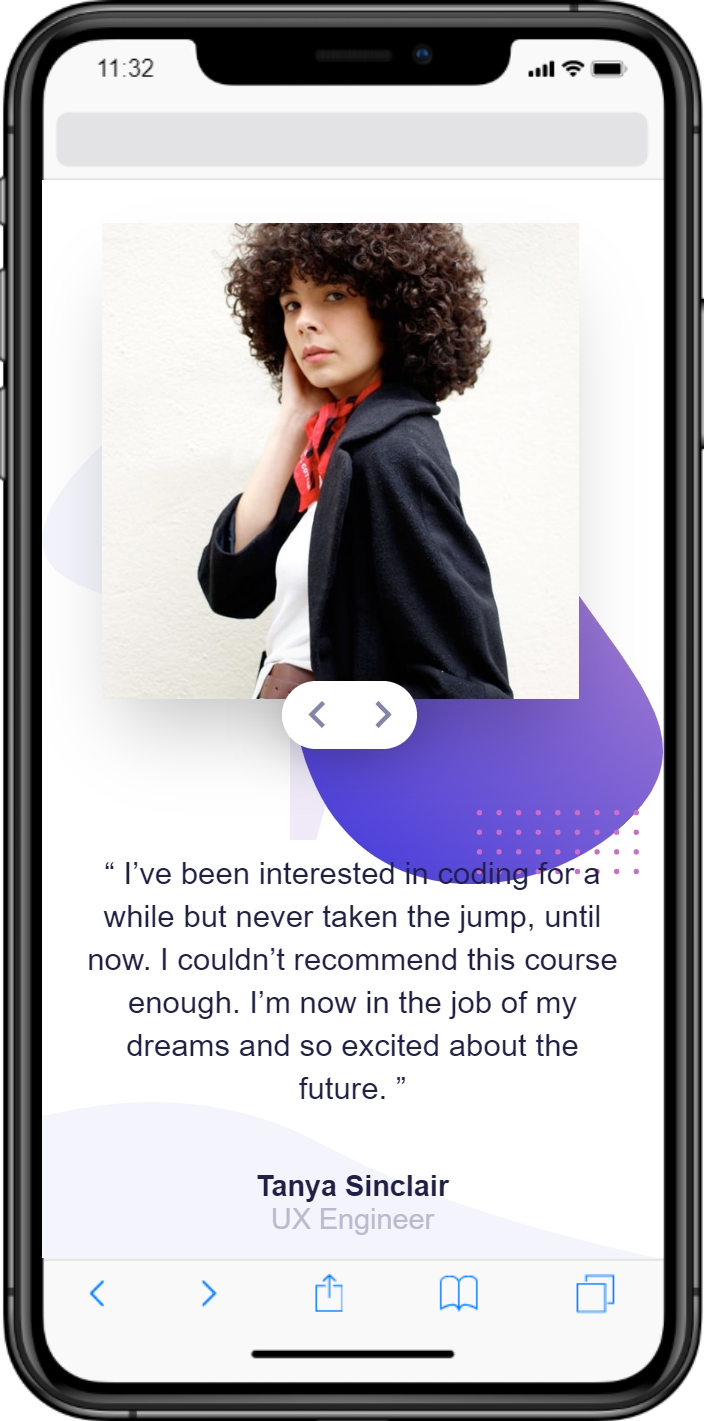 11:32
“ I’ve been interested in coding for a
while but never taken the jump, until
now. I couldn’t recommend this course
enough. I’m now in the job of my
dreams and so excited about the
future. ”
Tanya Sinclair
UX Engineer